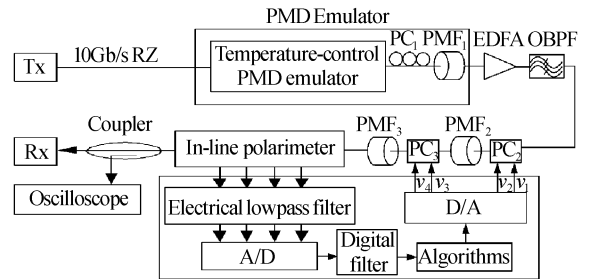 PMD Emulator
Tx
10Gb/s RZ
Temperature-control
PMD emulator
PC1 PMF1
EDFA OBPF
Rx
Coupler
Oscilloscope
In-line polarimeter
PMF3
PC3
PMF2
PC2
v4 v3
v2 v1
Electrical lowpass filter
A/D
Digital
filter
Algorithms
D/A